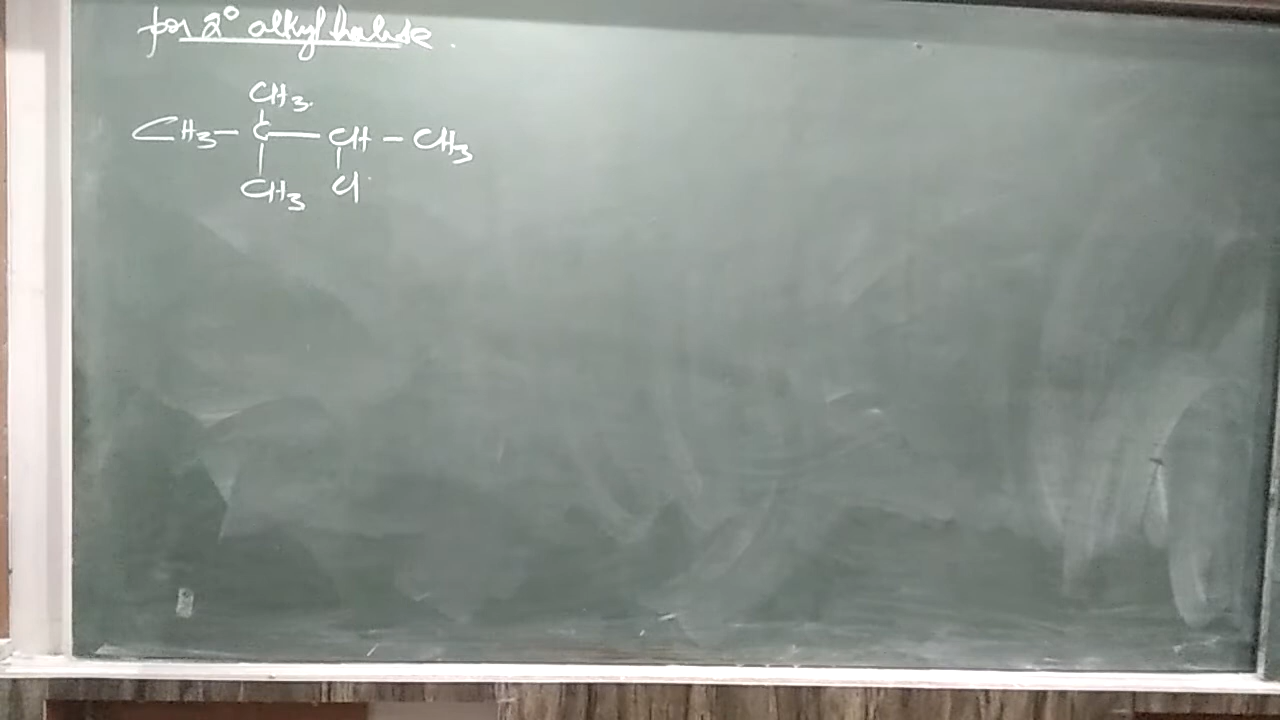 for 2° alkyl halide.
CH3
CH3 – C – CH – CH3
CH3 Cl